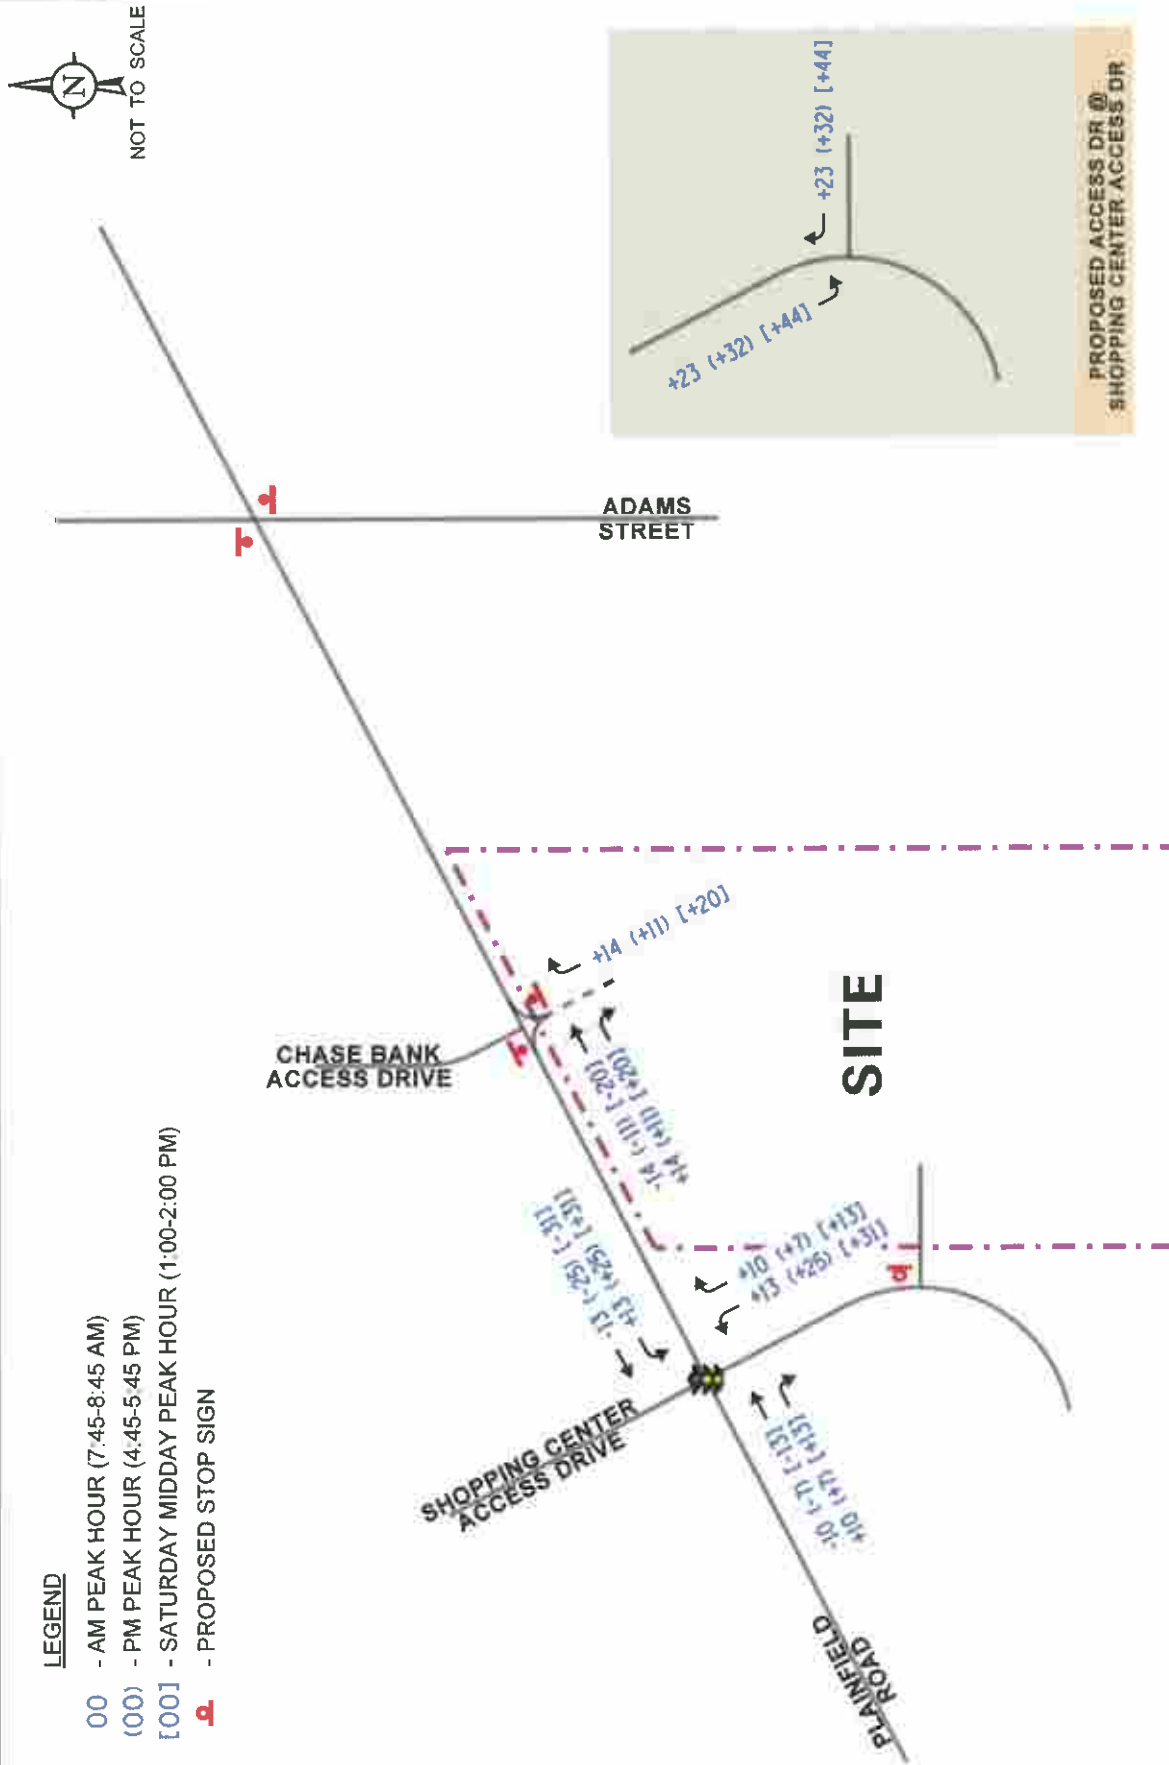 LEGEND
00 - AM PEAK HOUR (7:45-8:45 AM)
(00) - PM PEAK HOUR (4:45-5:45 PM)
[00] - SATURDAY MIDDAY PEAK HOUR (1:00-2:00 PM)
- PROPOSED STOP SIGN
N
NOT TO SCALE
SHOPPING CENTER
ACCESS DRIVE
CHASE BANK
ACCESS DRIVE
ADAMS
STREET
PLAINFIELD
ROAD
-13 (-25) [-31]
+13 (+25) [+31]
-14 (-11) [-20]
+14 (+11) [+20]
+14 (+11) [+20]
-10 (-7) [-13]
+10 (+7) [+13]
+10 (+7) [+13]
+13 (+25) [+31]
SITE
+23 (+32) [+44]
+23 (+32) [+44]
PROPOSED ACCESS DR @
SHOPPING CENTER ACCESS DR